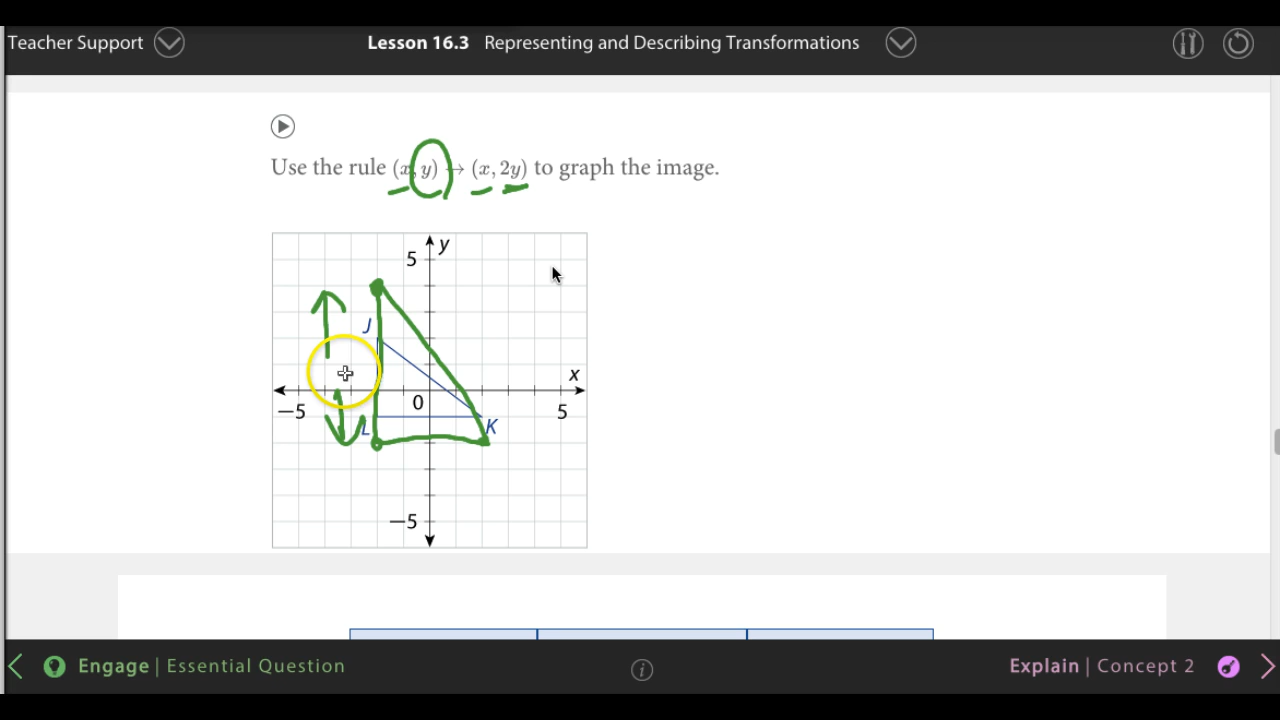 Teacher Support Lesson 16.3 Representing and Describing Transformations
Use the rule (x, y) → (x, 2y) to graph the image.
5 y
J
x
−5 0 5
L K
−5
Engage | Essential Question i Explain | Concept 2